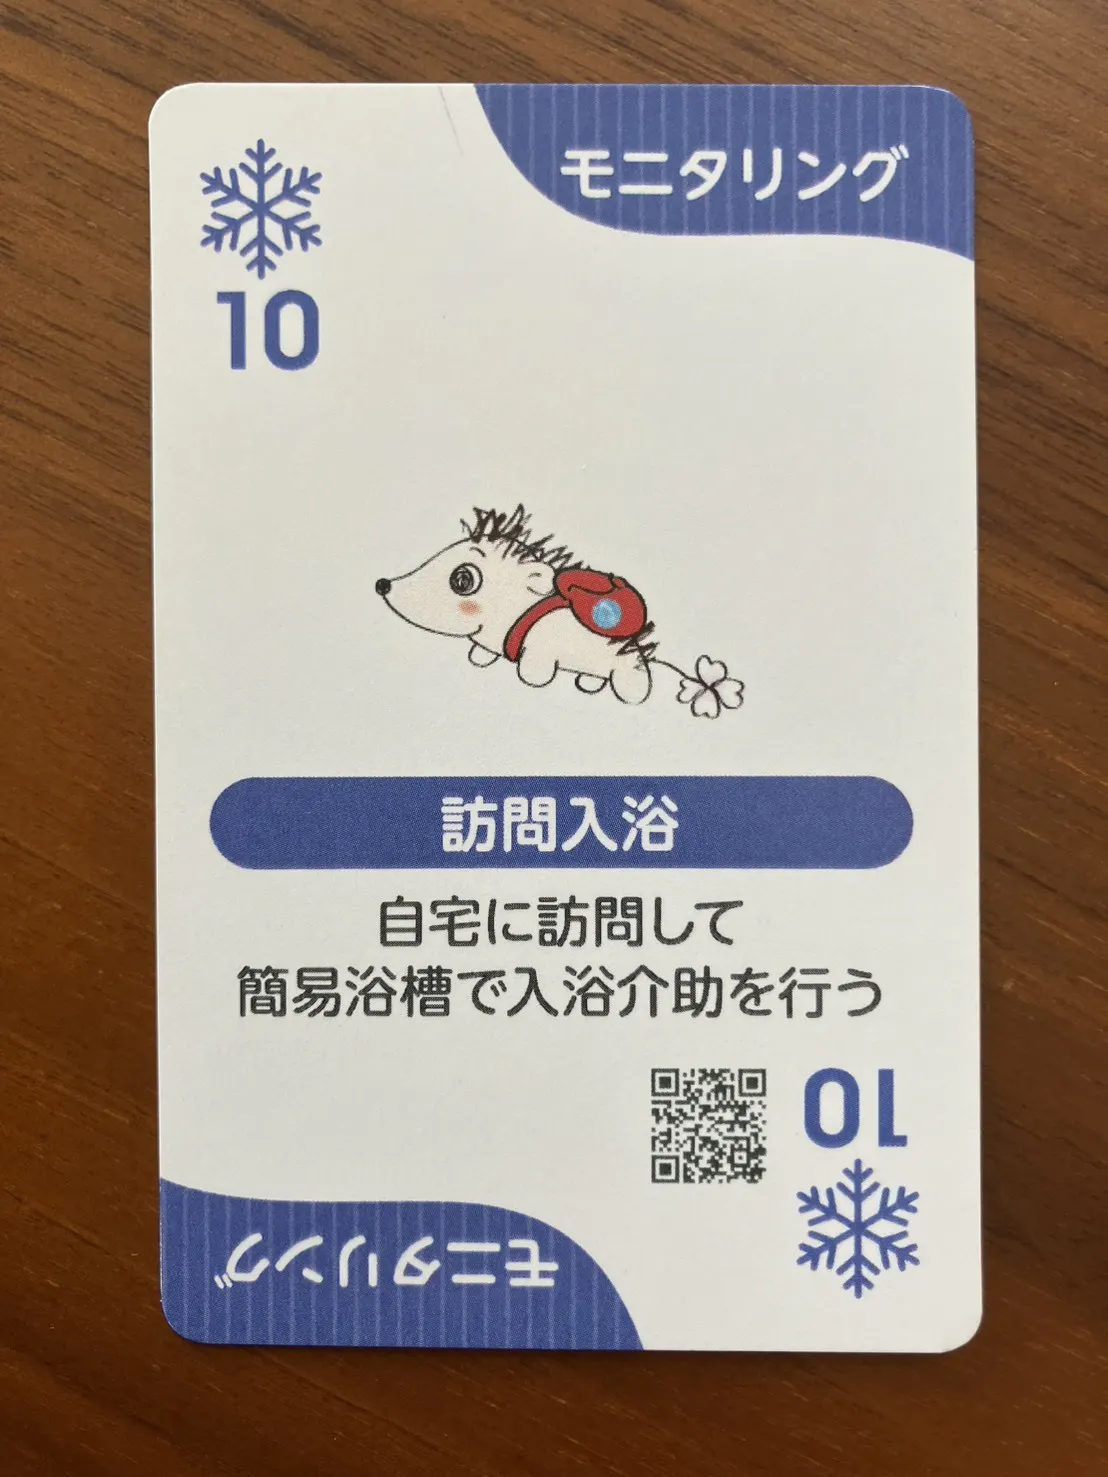 モニタリング
10
訪問入浴
自宅に訪問して
簡易浴槽で入浴介助を行う
10
モニタリング